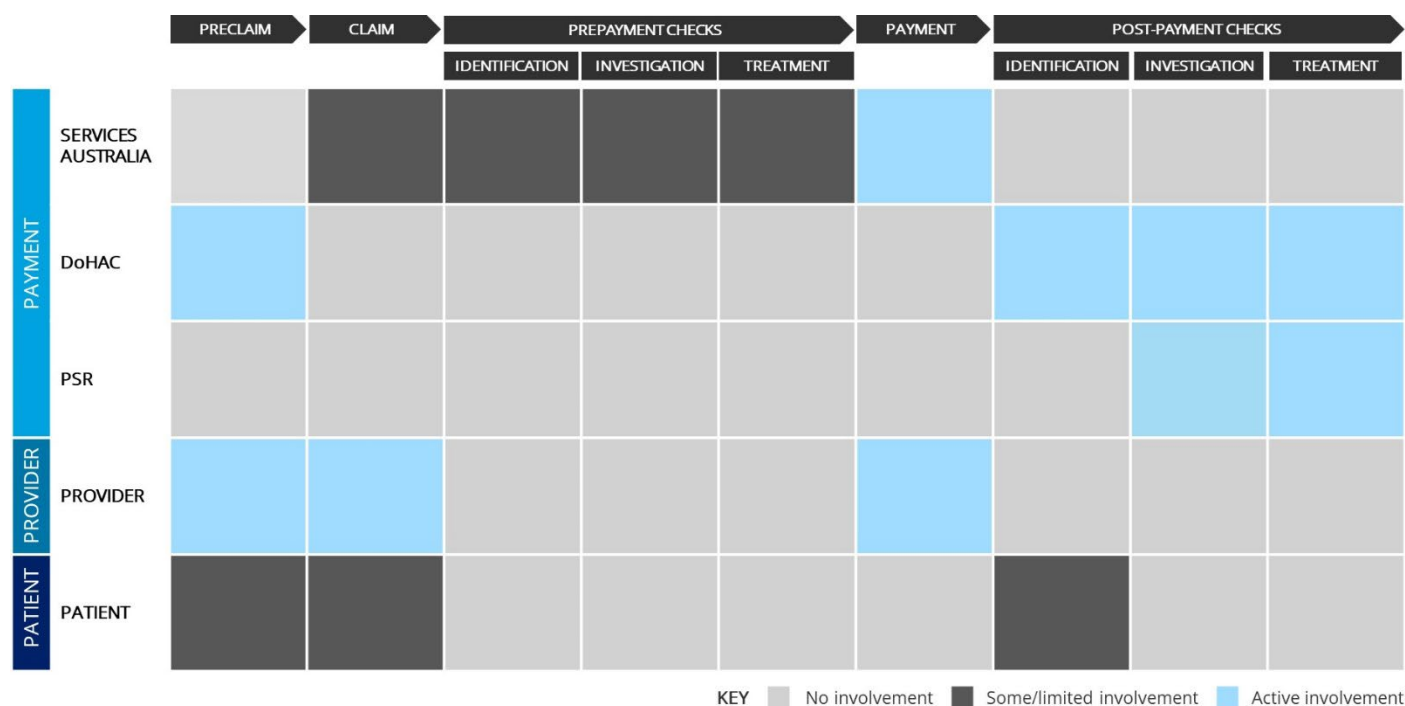 PRECLAIM
CLAIM
PREPAYMENT CHECKS
PAYMENT
POST-PAYMENT CHECKS
IDENTIFICATION
INVESTIGATION
TREATMENT
IDENTIFICATION
INVESTIGATION
TREATMENT
PAYMENT
SERVICES
AUSTRALIA
DoHAC
PSR
PROVIDER
PROVIDER
PATIENT
PATIENT
KEY
No involvement
Some/limited involvement
Active involvement